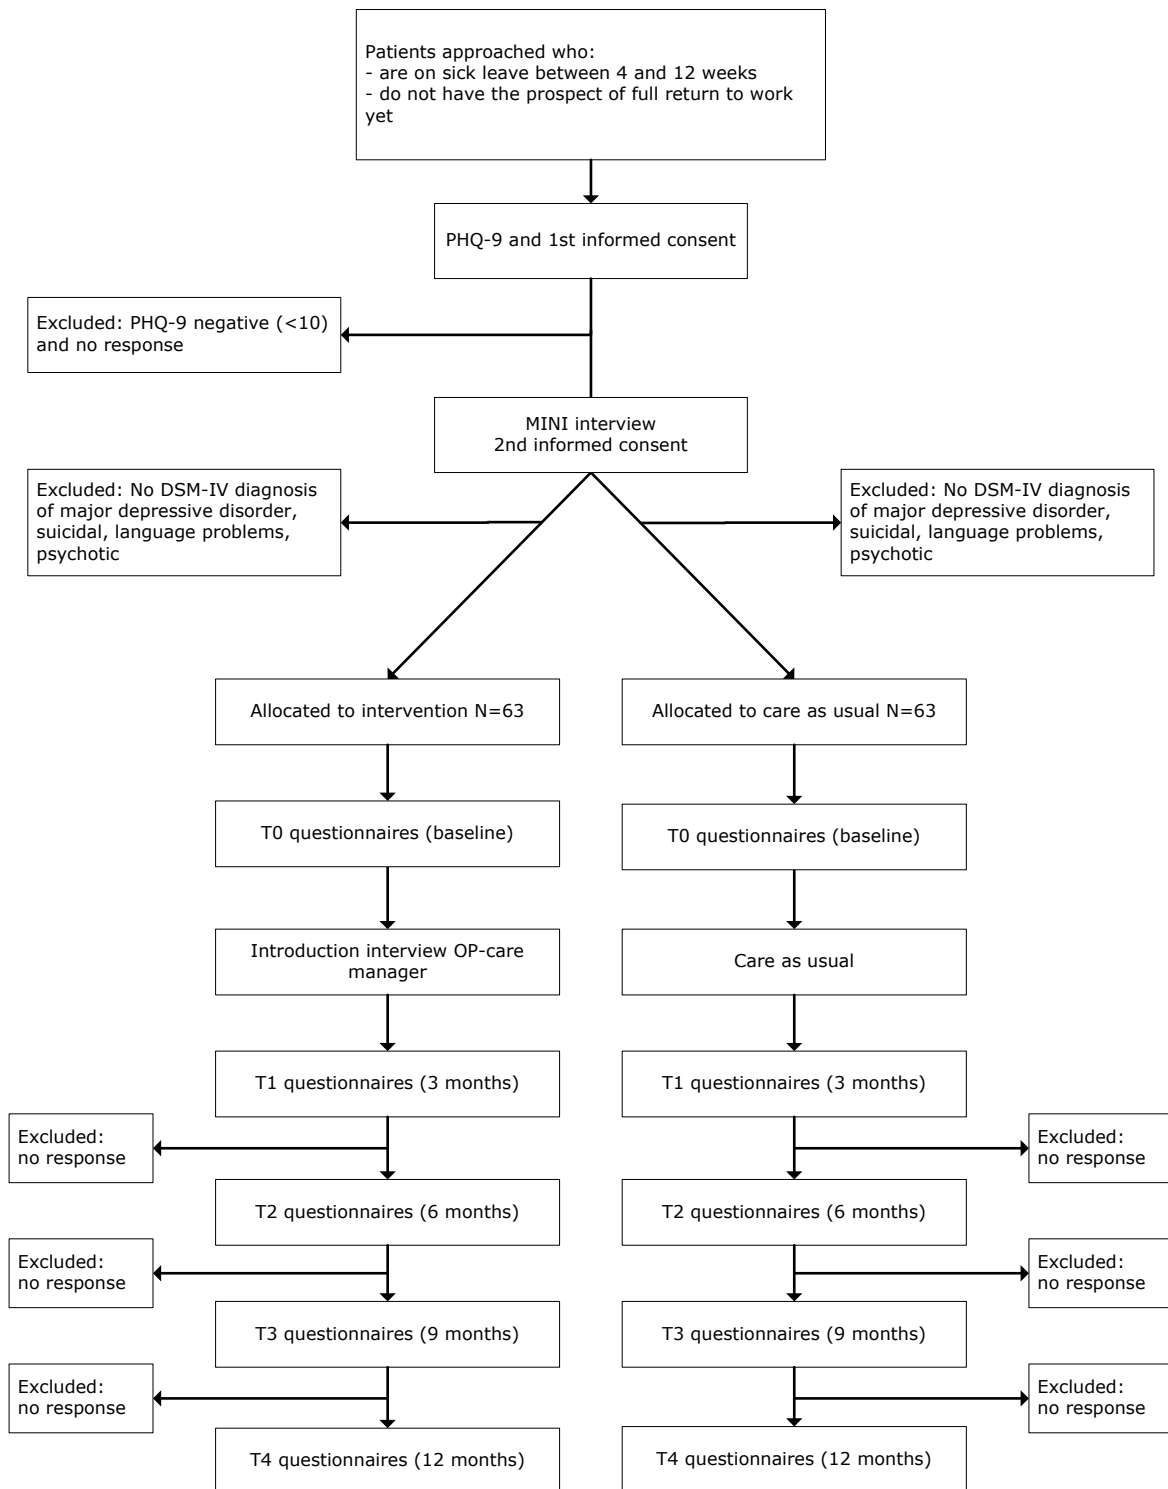 Patients approached who:
- are on sick leave between 4 and 12 weeks
- do not have the prospect of full return to work
yet
PHQ-9 and 1st informed consent
Excluded: PHQ-9 negative (<10)
and no response
MINI interview
2nd informed consent
Excluded: No DSM-IV diagnosis
of major depressive disorder,
suicidal, language problems,
psychotic
Excluded: No DSM-IV diagnosis
of major depressive disorder,
suicidal, language problems,
psychotic
Allocated to intervention N=63
Allocated to care as usual N=63
T0 questionnaires (baseline)
T0 questionnaires (baseline)
Introduction interview OP-care
manager
Care as usual
T1 questionnaires (3 months)
T1 questionnaires (3 months)
Excluded:
no response
Excluded:
no response
T2 questionnaires (6 months)
T2 questionnaires (6 months)
Excluded:
no response
Excluded:
no response
T3 questionnaires (9 months)
T3 questionnaires (9 months)
Excluded:
no response
Excluded:
no response
T4 questionnaires (12 months)
T4 questionnaires (12 months)